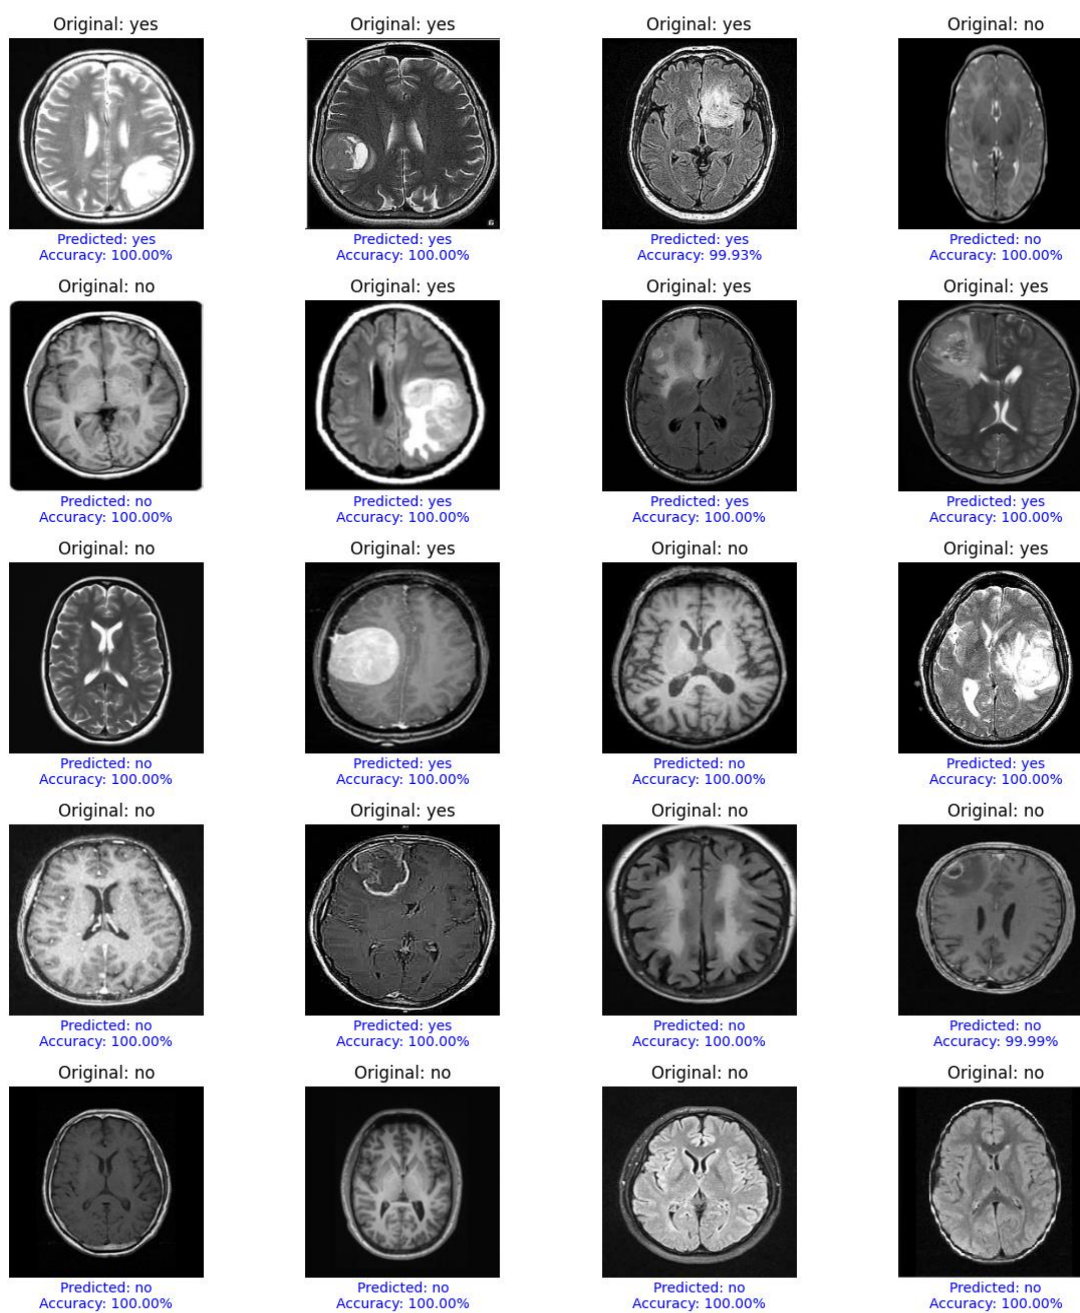 Original: yes
Original: yes
Original: yes
Original: no
Predicted: yes
Accuracy: 100.00%
Predicted: yes
Accuracy: 100.00%
Predicted: yes
Accuracy: 99.93%
Predicted: no
Accuracy: 100.00%
Original: no
Original: yes
Original: yes
Original: yes
Predicted: no
Accuracy: 100.00%
Predicted: yes
Accuracy: 100.00%
Predicted: yes
Accuracy: 100.00%
Predicted: yes
Accuracy: 100.00%
Original: no
Original: yes
Original: no
Original: yes
Predicted: no
Accuracy: 100.00%
Predicted: yes
Accuracy: 100.00%
Predicted: no
Accuracy: 100.00%
Predicted: yes
Accuracy: 100.00%
Original: no
Original: yes
Original: no
Original: no
Predicted: no
Accuracy: 100.00%
Predicted: yes
Accuracy: 100.00%
Predicted: no
Accuracy: 100.00%
Predicted: no
Accuracy: 99.99%
Original: no
Original: no
Original: no
Original: no
Predicted: no
Accuracy: 100.00%
Predicted: no
Accuracy: 100.00%
Predicted: no
Accuracy: 100.00%
Predicted: no
Accuracy: 100.00%